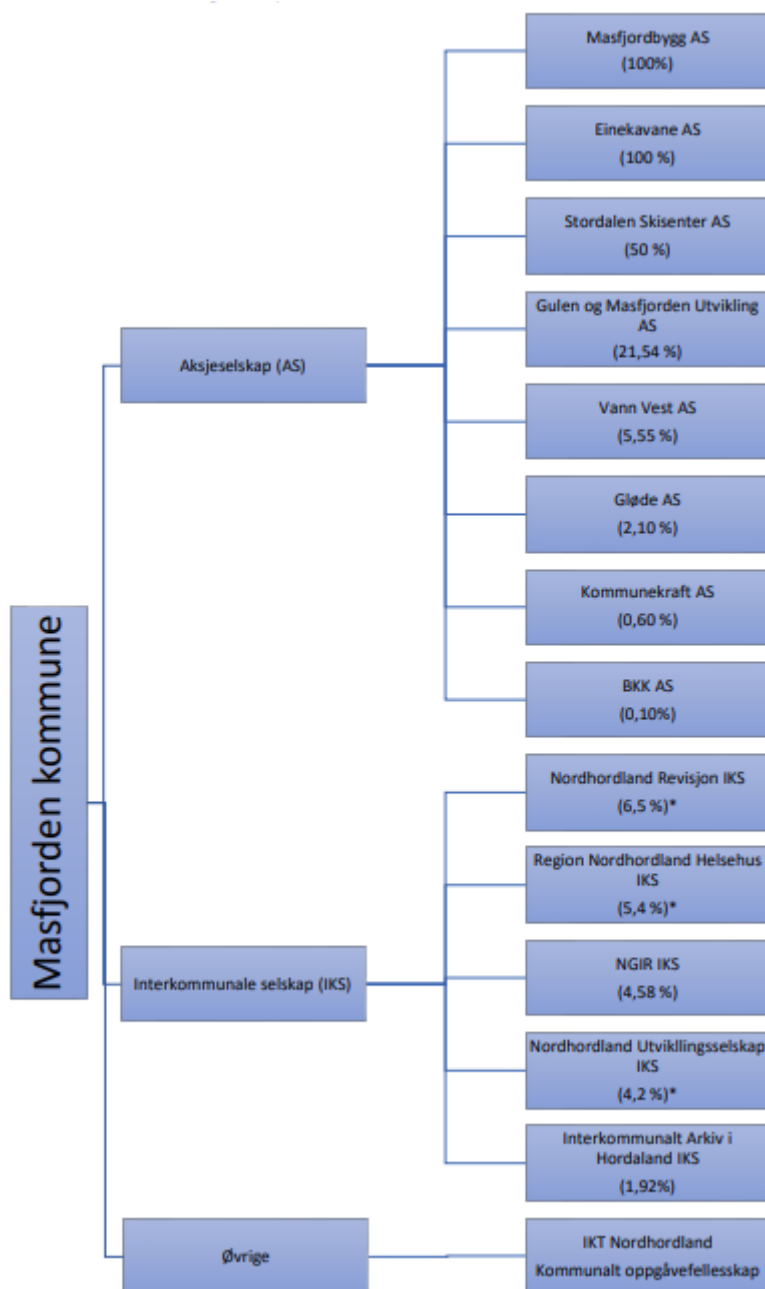 Masfjorden kommune
Aksjeselskap (AS)
Masfjordbygg AS
(100%)
Einekavane AS
(100 %)
Stordalen Skisenter AS
(50 %)
Gulen og Masfjorden Utvikling
AS
(21,54 %)
Vann Vest AS
(5,55 %)
Gløde AS
(2,10 %)
Kommunekraft AS
(0,60 %)
BKK AS
(0,10%)
Interkommunale selskap (IKS)
Nordhordland Revisjon IKS
(6,5 %)*
Region Nordhordland Helsehus
IKS
(5,4 %)*
NGIR IKS
(4,58 %)
Nordhordland Utvikllingsselskap
IKS
(4,2 %)*
Interkommunalt Arkiv i
Hordaland IKS
(1,92%)
Øvrige
IKT Nordhordland
Kommunalt oppgåvefellesskap